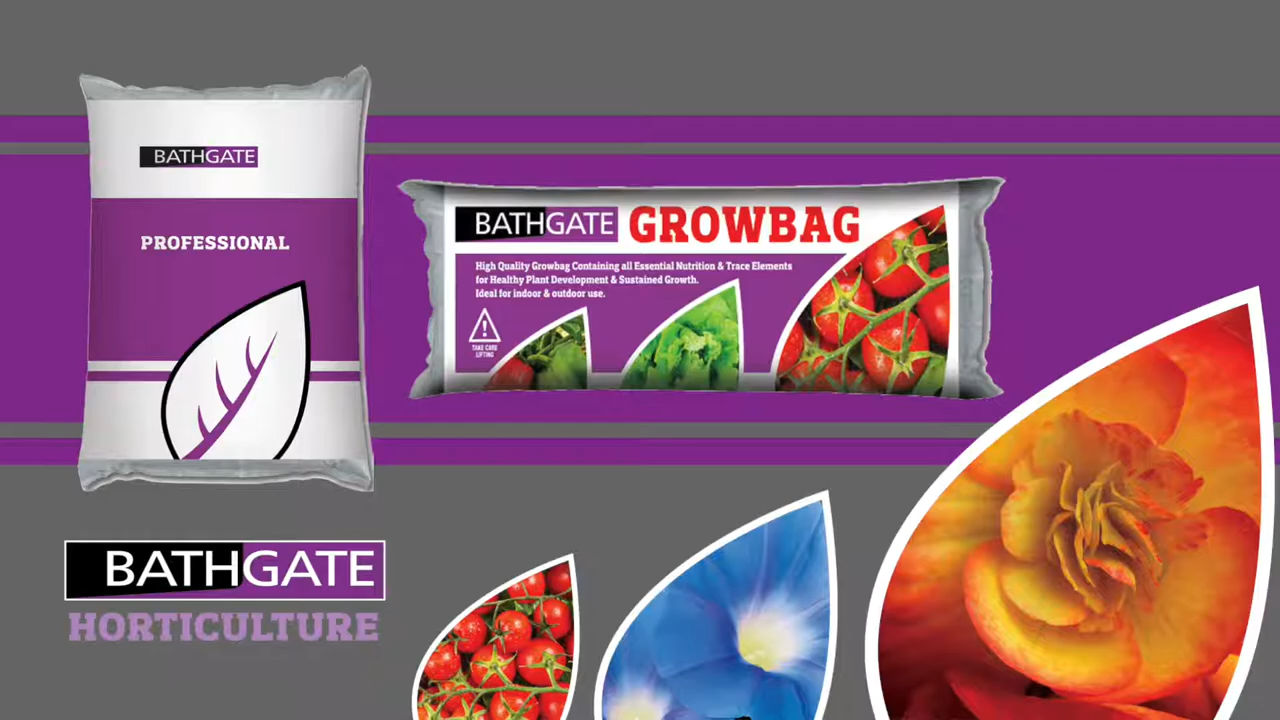 BATHGATE
PROFESSIONAL
BATHGATE GROWBAG
High Quality Growbag Containing all Essential Nutrition & Trace Elements
for Healthy Plant Development & Sustained Growth.
Ideal for indoor & outdoor use.
TAKE CARE
LIFTING
BATHGATE
HORTICULTURE